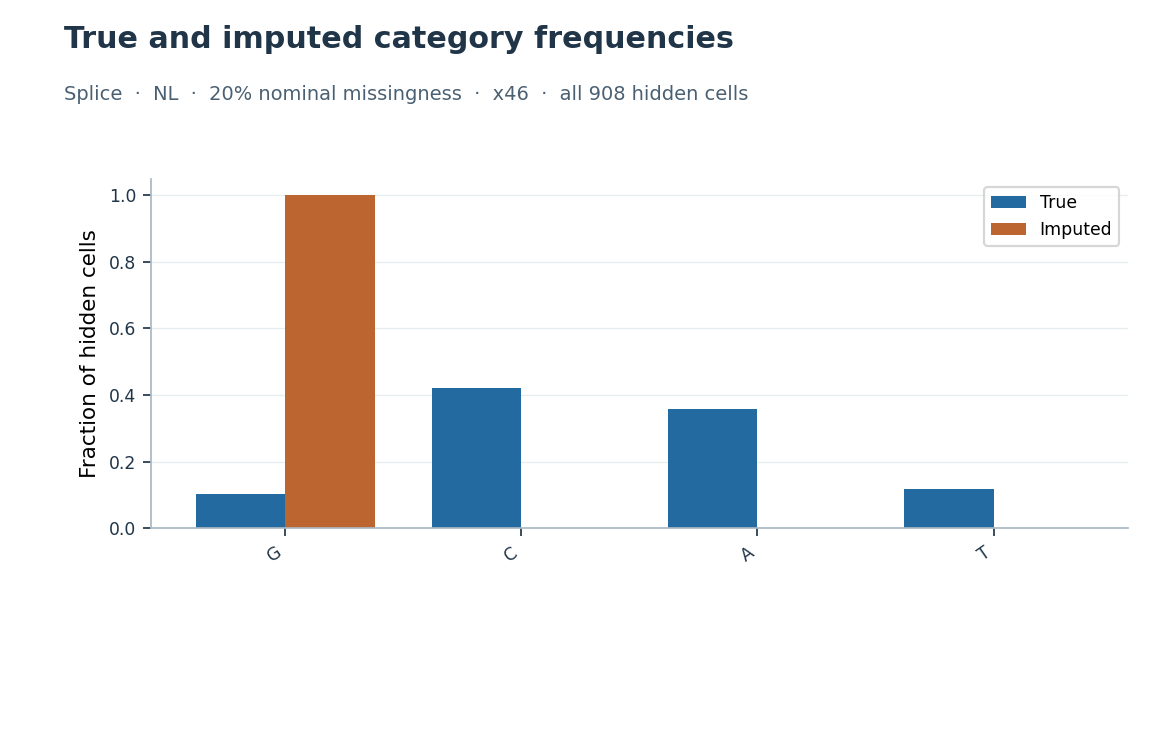 True and imputed category frequencies
Splice · NL · 20% nominal missingness · x46 · all 908 hidden cells
Fraction of hidden cells
1.0
0.8
0.6
0.4
0.2
0.0
True
Imputed
G
C
A
T